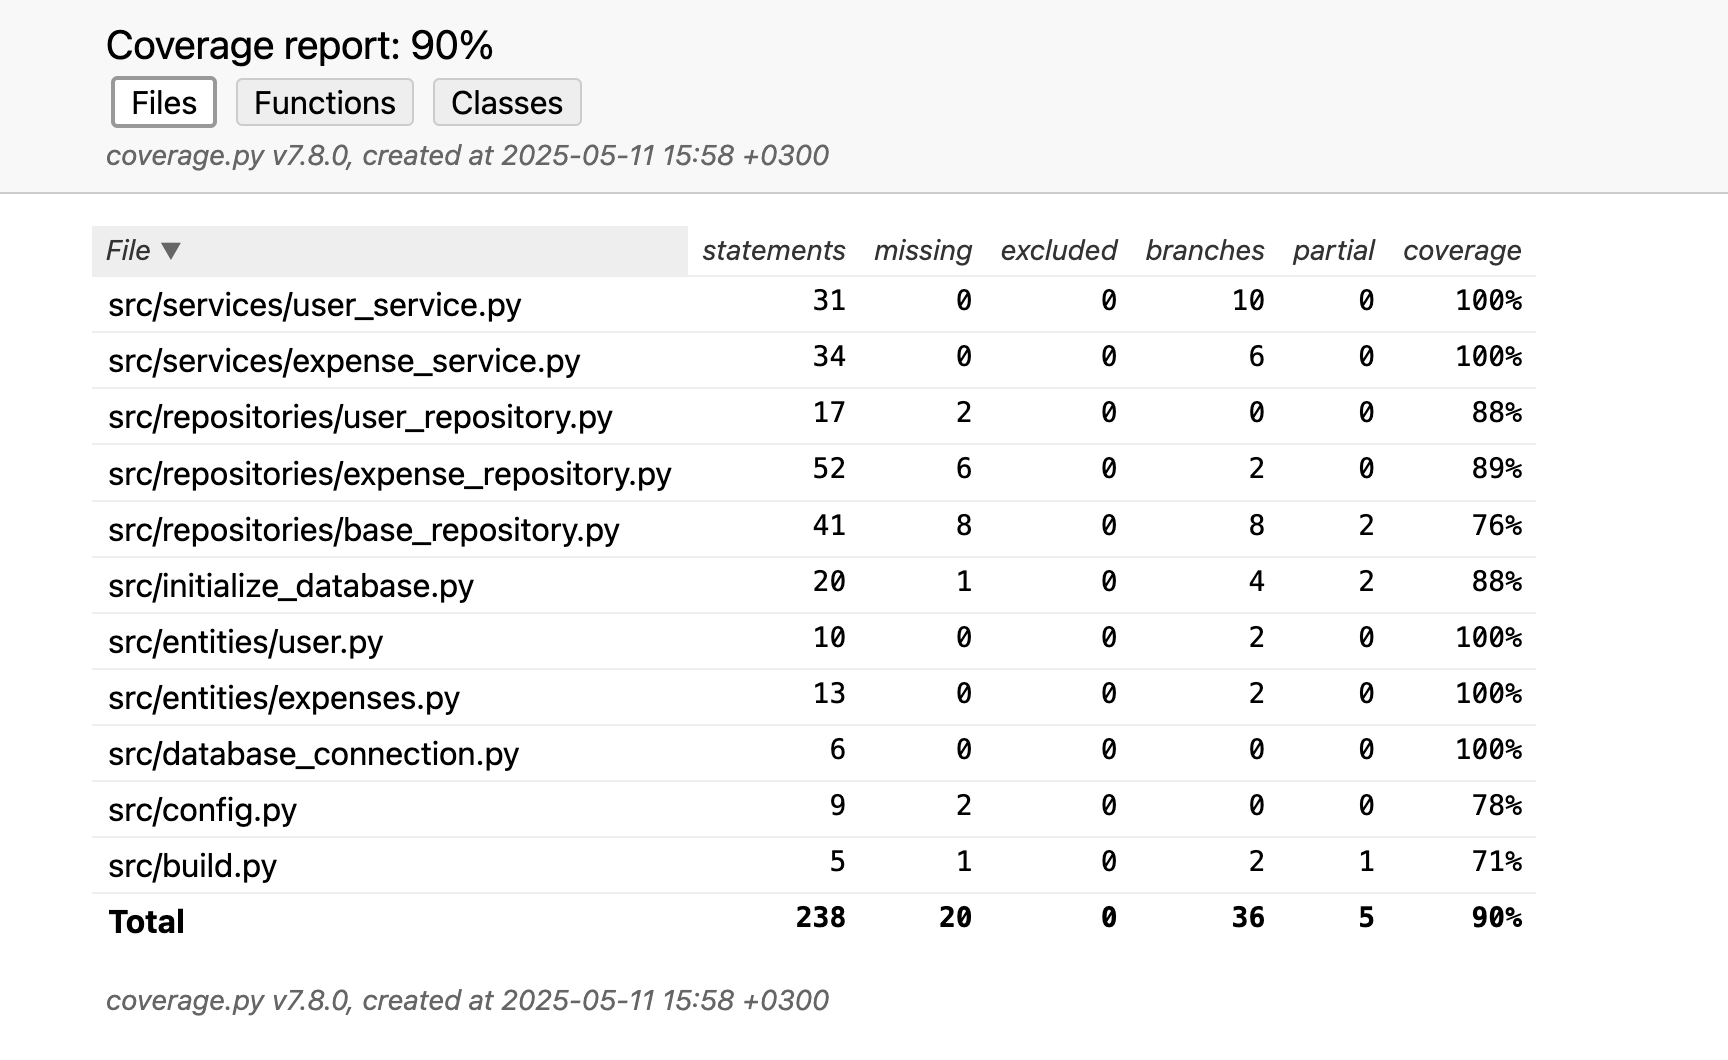 Coverage report: 90%
Files Functions Classes
coverage.py v7.8.0, created at 2025-05-11 15:58 +0300
File ▼ statements missing excluded branches partial coverage
src/services/user_service.py 31 0 0 10 0 100%
src/services/expense_service.py 34 0 0 6 0 100%
src/repositories/user_repository.py 17 2 0 0 0 88%
src/repositories/expense_repository.py 52 6 0 2 0 89%
src/repositories/base_repository.py 41 8 0 8 2 76%
src/initialize_database.py 20 1 0 4 2 88%
src/entities/user.py 10 0 0 2 0 100%
src/entities/expenses.py 13 0 0 2 0 100%
src/database_connection.py 6 0 0 0 0 100%
src/config.py 9 2 0 0 0 78%
src/build.py 5 1 0 2 1 71%
Total 238 20 0 36 5 90%
coverage.py v7.8.0, created at 2025-05-11 15:58 +0300